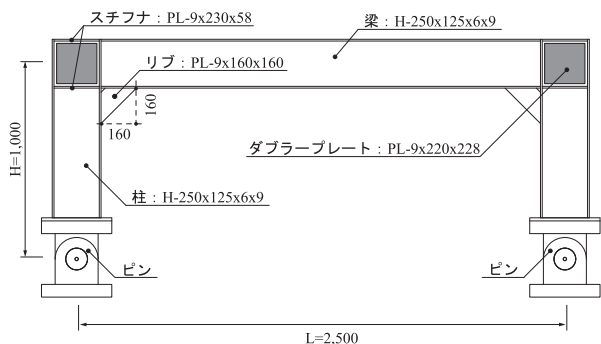 スチフナ：PL-9x230x58
梁：H-250x125x6x9
リブ：PL-9x160x160
160
160
ダブラープレート：PL-9x220x228
H=1,000
柱：H-250x125x6x9
ピン
ピン
L=2,500